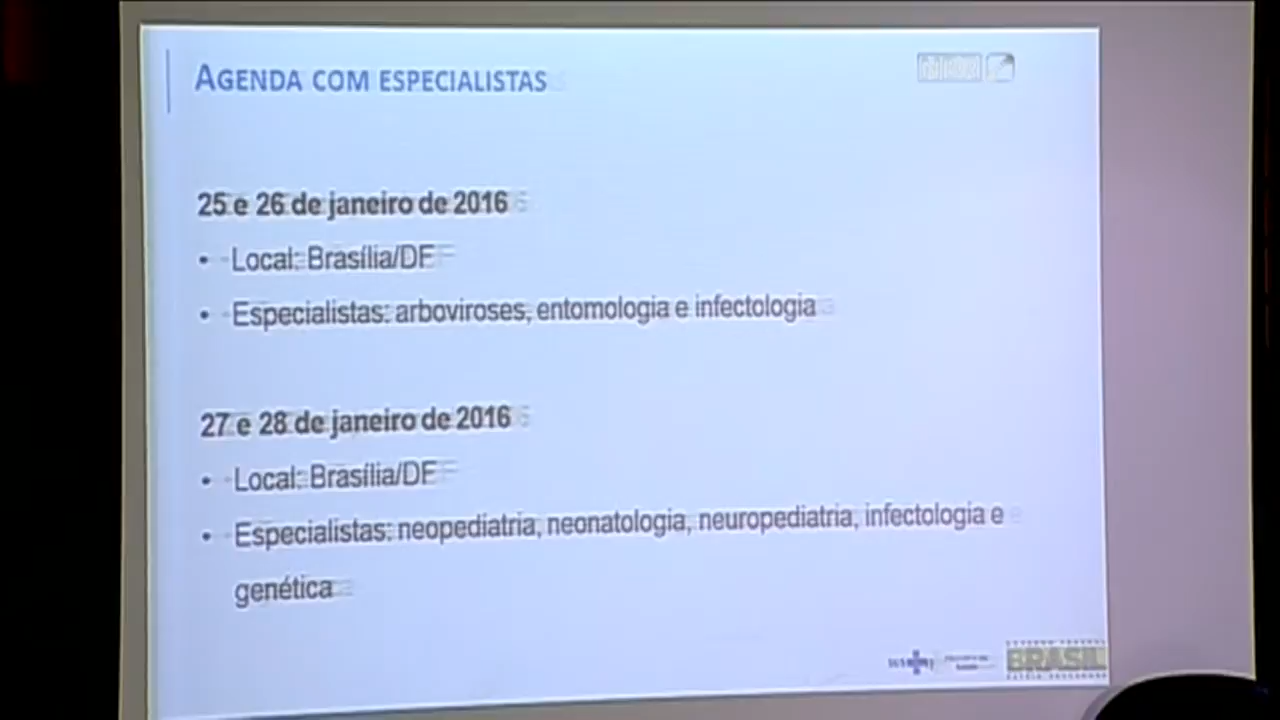 AGENDA COM ESPECIALISTAS
25 e 26 de janeiro de 2016
• Local: Brasília/DF
• Especialistas: arboviroses, entomologia e infectologia
27 e 28 de janeiro de 2016
• Local: Brasília/DF
• Especialistas: neopediatria, neonatologia, neuropediatria, infectologia e
genética
SUS
BRASIL